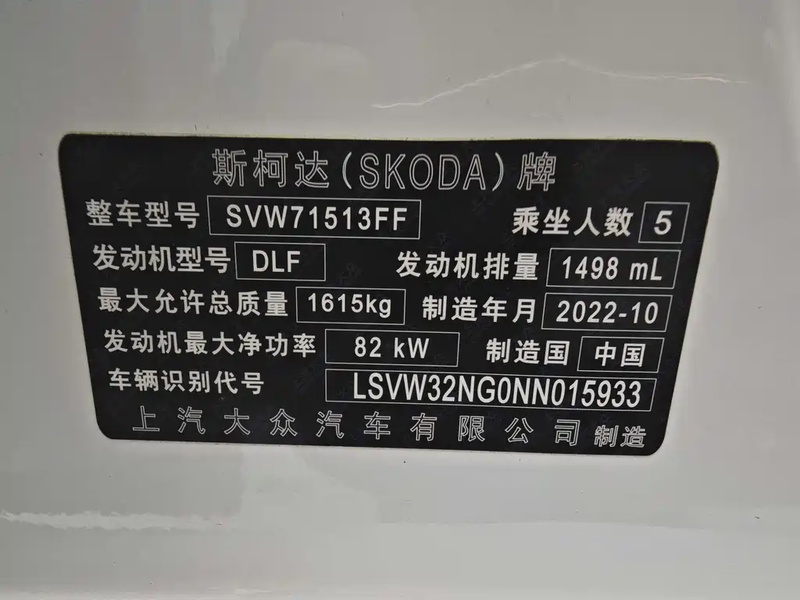 斯柯达(SKODA)牌
整车型号 SVW71513FF 乘坐人数 5
发动机型号 DLF 发动机排量 1498 mL
最大允许总质量 1615kg 制造年月 2022-10
发动机最大净功率 82 kW 制造国 中国
车辆识别代号 LSVW32NG0NN015933
上汽大众汽车有限公司 制造